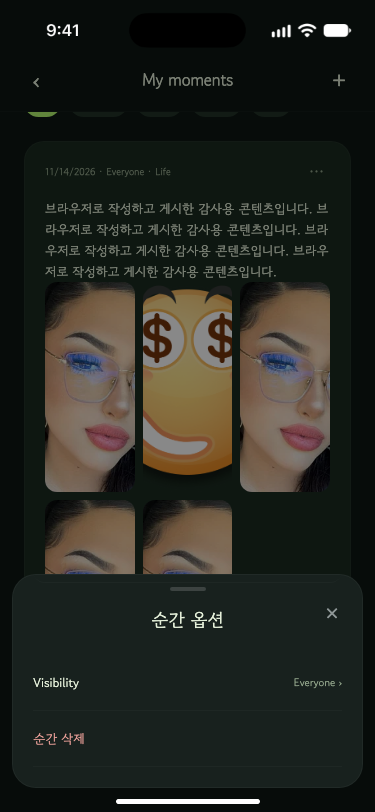 9:41
My moments
11/14/2026 · Everyone · Life
브라우저로 작성하고 게시한 감사용 콘텐츠입니다. 브
라우저로 작성하고 게시한 감사용 콘텐츠입니다. 브라
우저로 작성하고 게시한 감사용 콘텐츠입니다. 브라우
저로 작성하고 게시한 감사용 콘텐츠입니다.
$ $
순간 옵션
Visibility
Everyone ›
순간 삭제